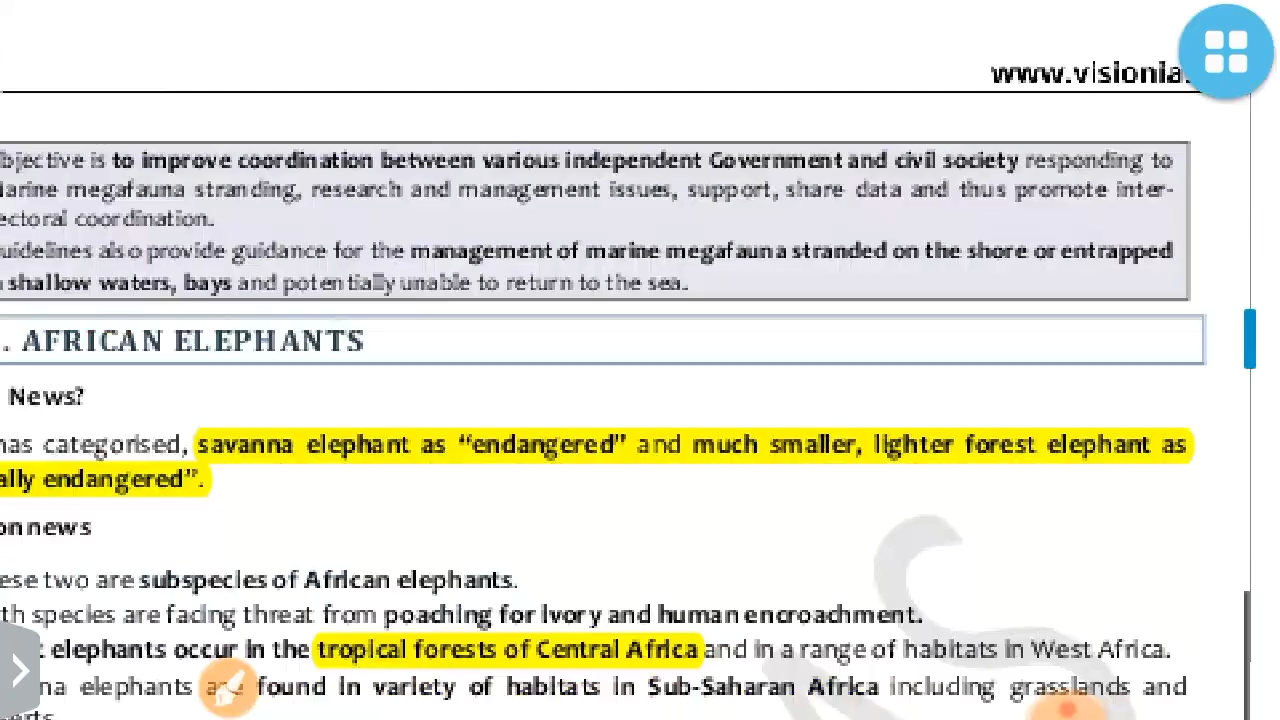 www.visionia
bjective is to improve coordination between various independent Government and civil society responding to
arine megafauna stranding, research and management issues, support, share data and thus promote inter-
ectoral coordination.
uidelines also provide guidance for the management of marine megafauna stranded on the shore or entrapped
shallow waters, bays and potentially unable to return to the sea.
. AFRICAN ELEPHANTS
News?
has categorised, savanna elephant as “endangered” and much smaller, lighter forest elephant as
ally endangered”.
on news
ese two are subspecies of African elephants.
th species are facing threat from poaching for Ivory and human encroachment.
elephants occur in the tropical forests of Central Africa and in a range of habitats in West Africa.
na elephants are found in variety of habitats in Sub-Saharan Africa including grasslands and